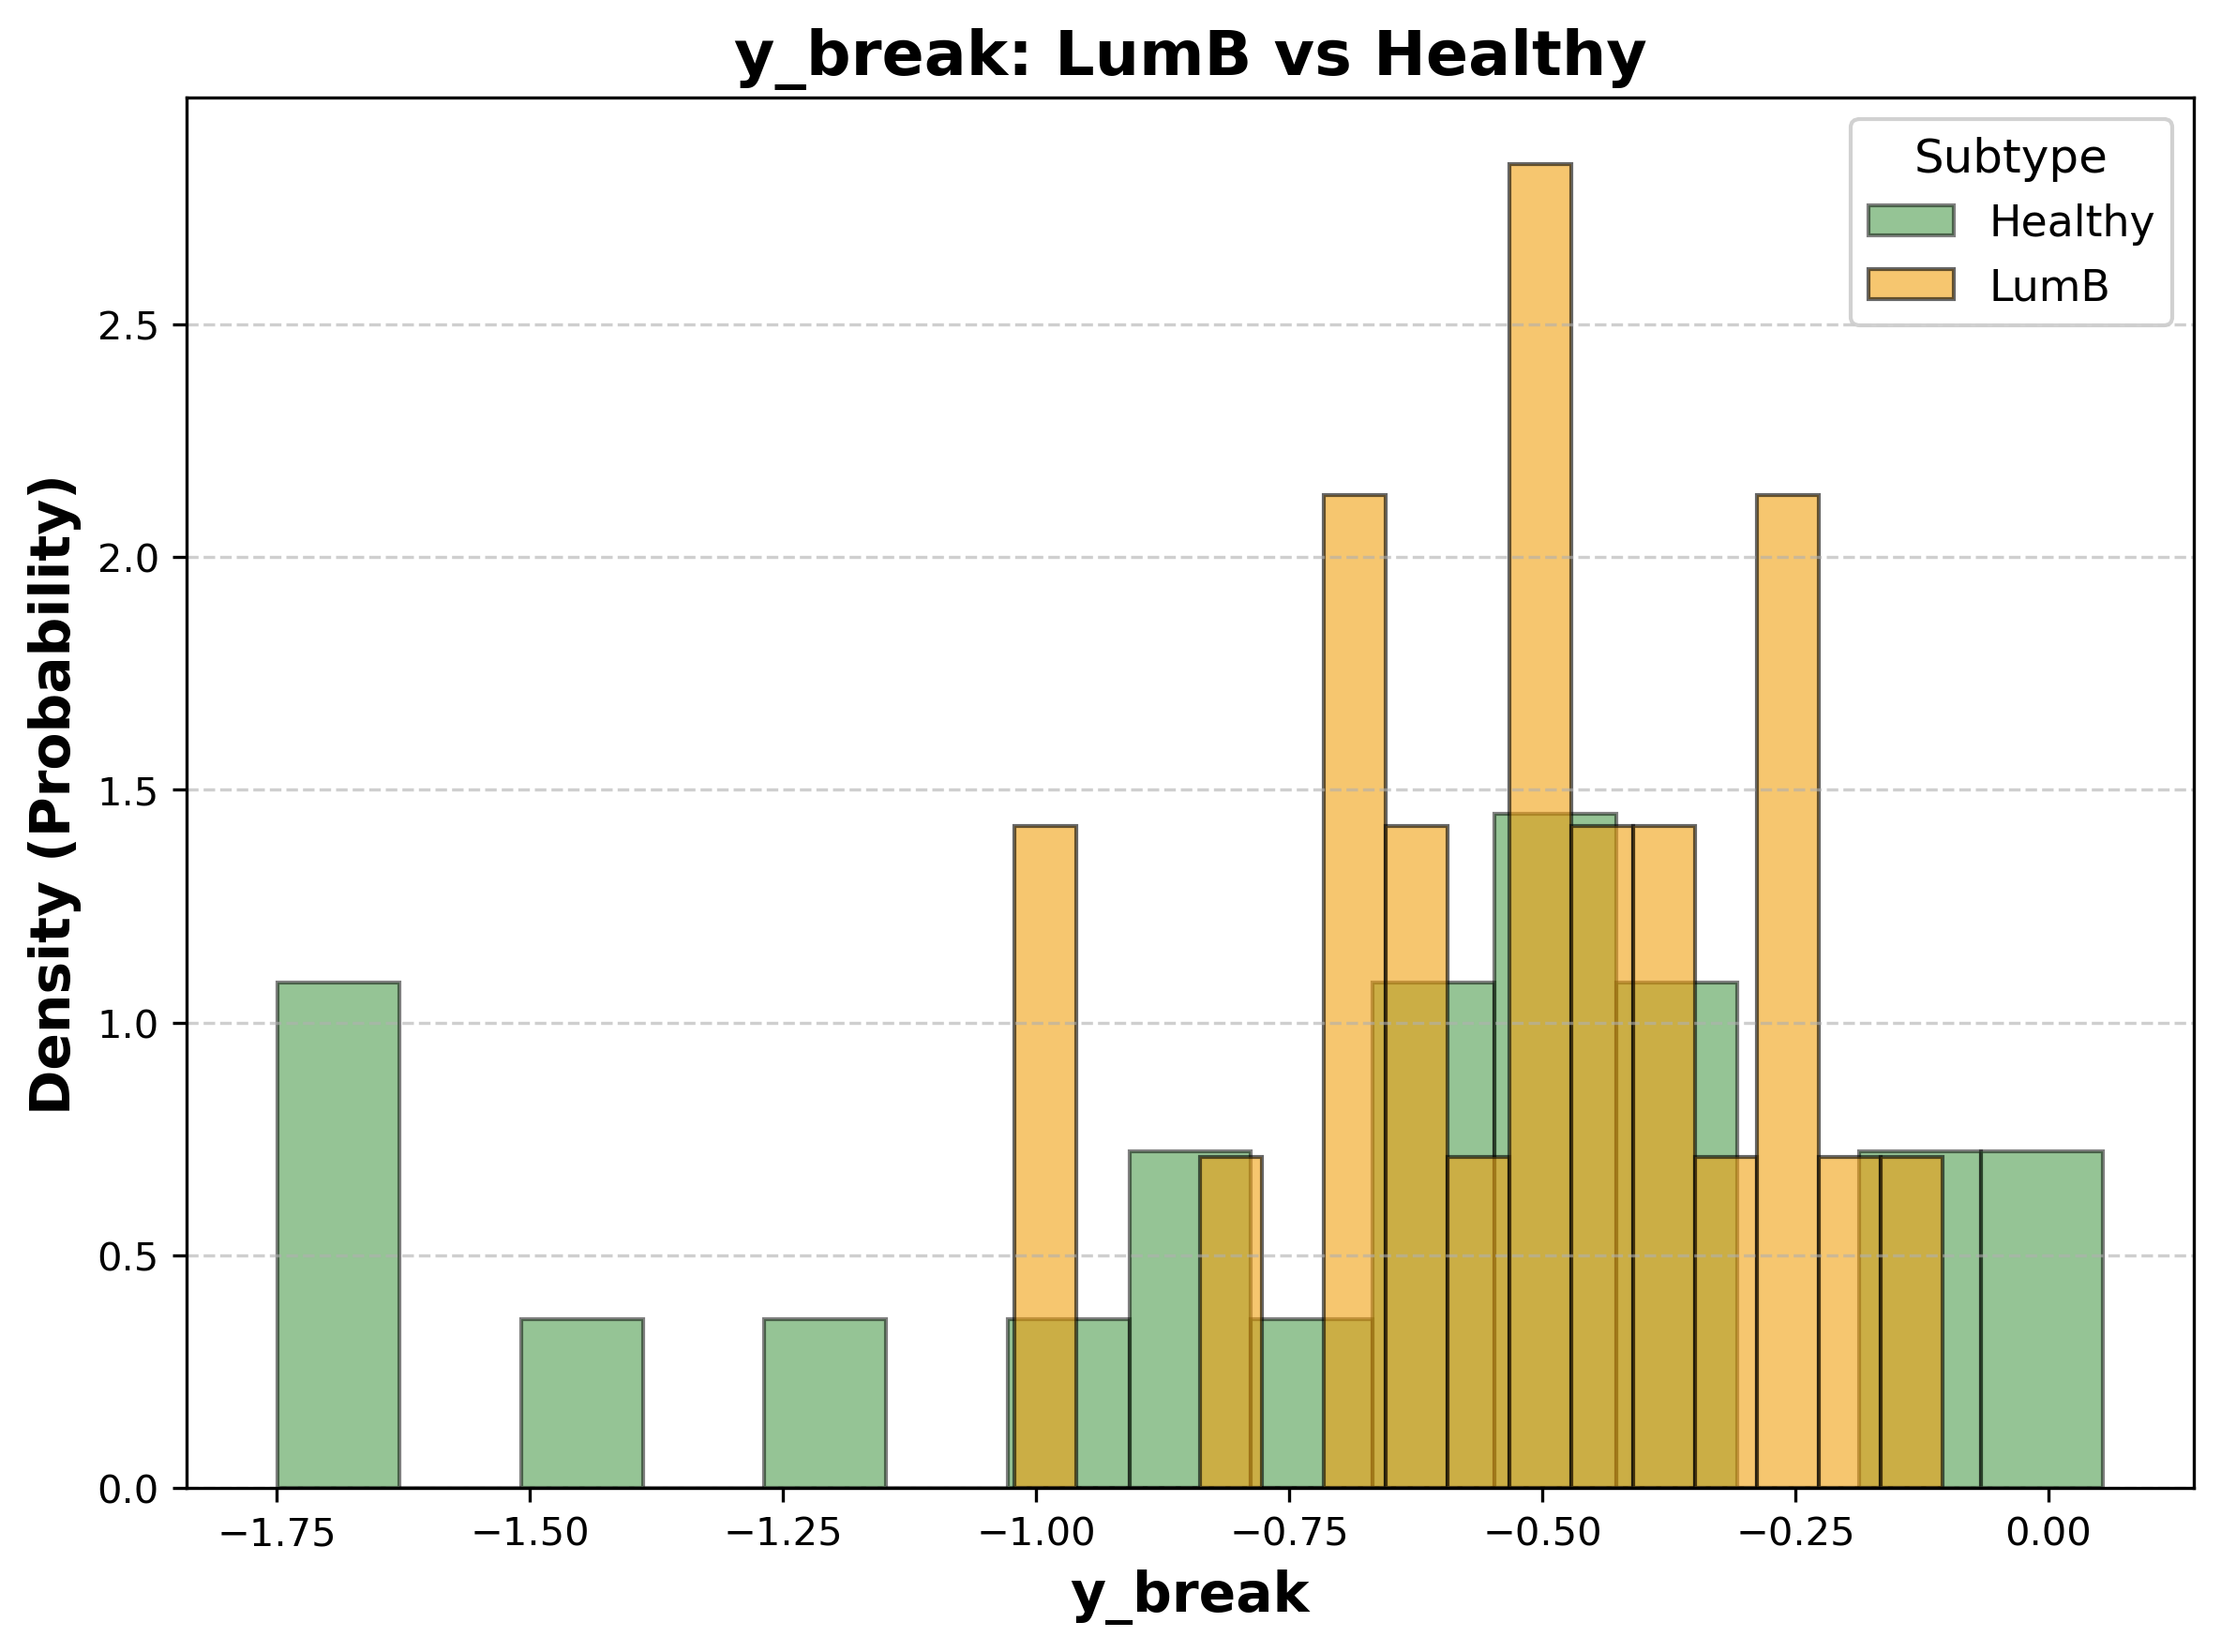 y_break: LumB vs Healthy
Subtype
Healthy
LumB
Density (Probability)
2.5
2.0
1.5
1.0
0.5
0.0
−1.75 −1.50 −1.25 −1.00 −0.75 −0.50 −0.25 0.00
y_break